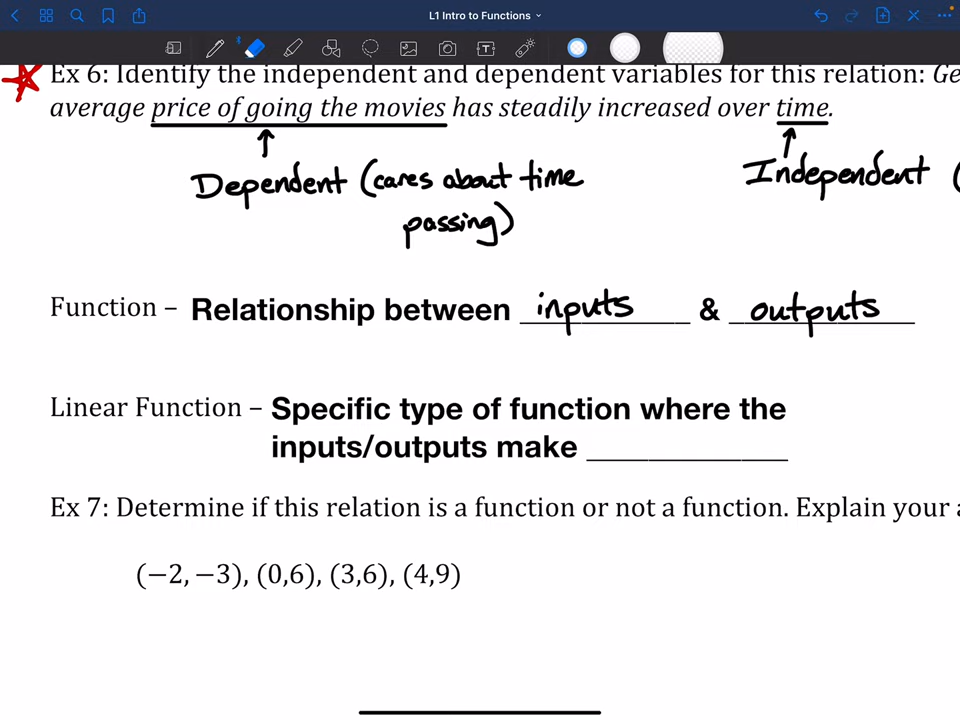 L1 Intro to Functions
Ex 6: Identify the independent and dependent variables for this relation: Ge
average price of going the movies has steadily increased over time.
Dependent (cares about time
passing)
Independent (
Function – Relationship between inputs & outputs
Linear Function – Specific type of function where the
inputs/outputs make ____________
Ex 7: Determine if this relation is a function or not a function. Explain your a
(−2, −3), (0,6), (3,6), (4,9)